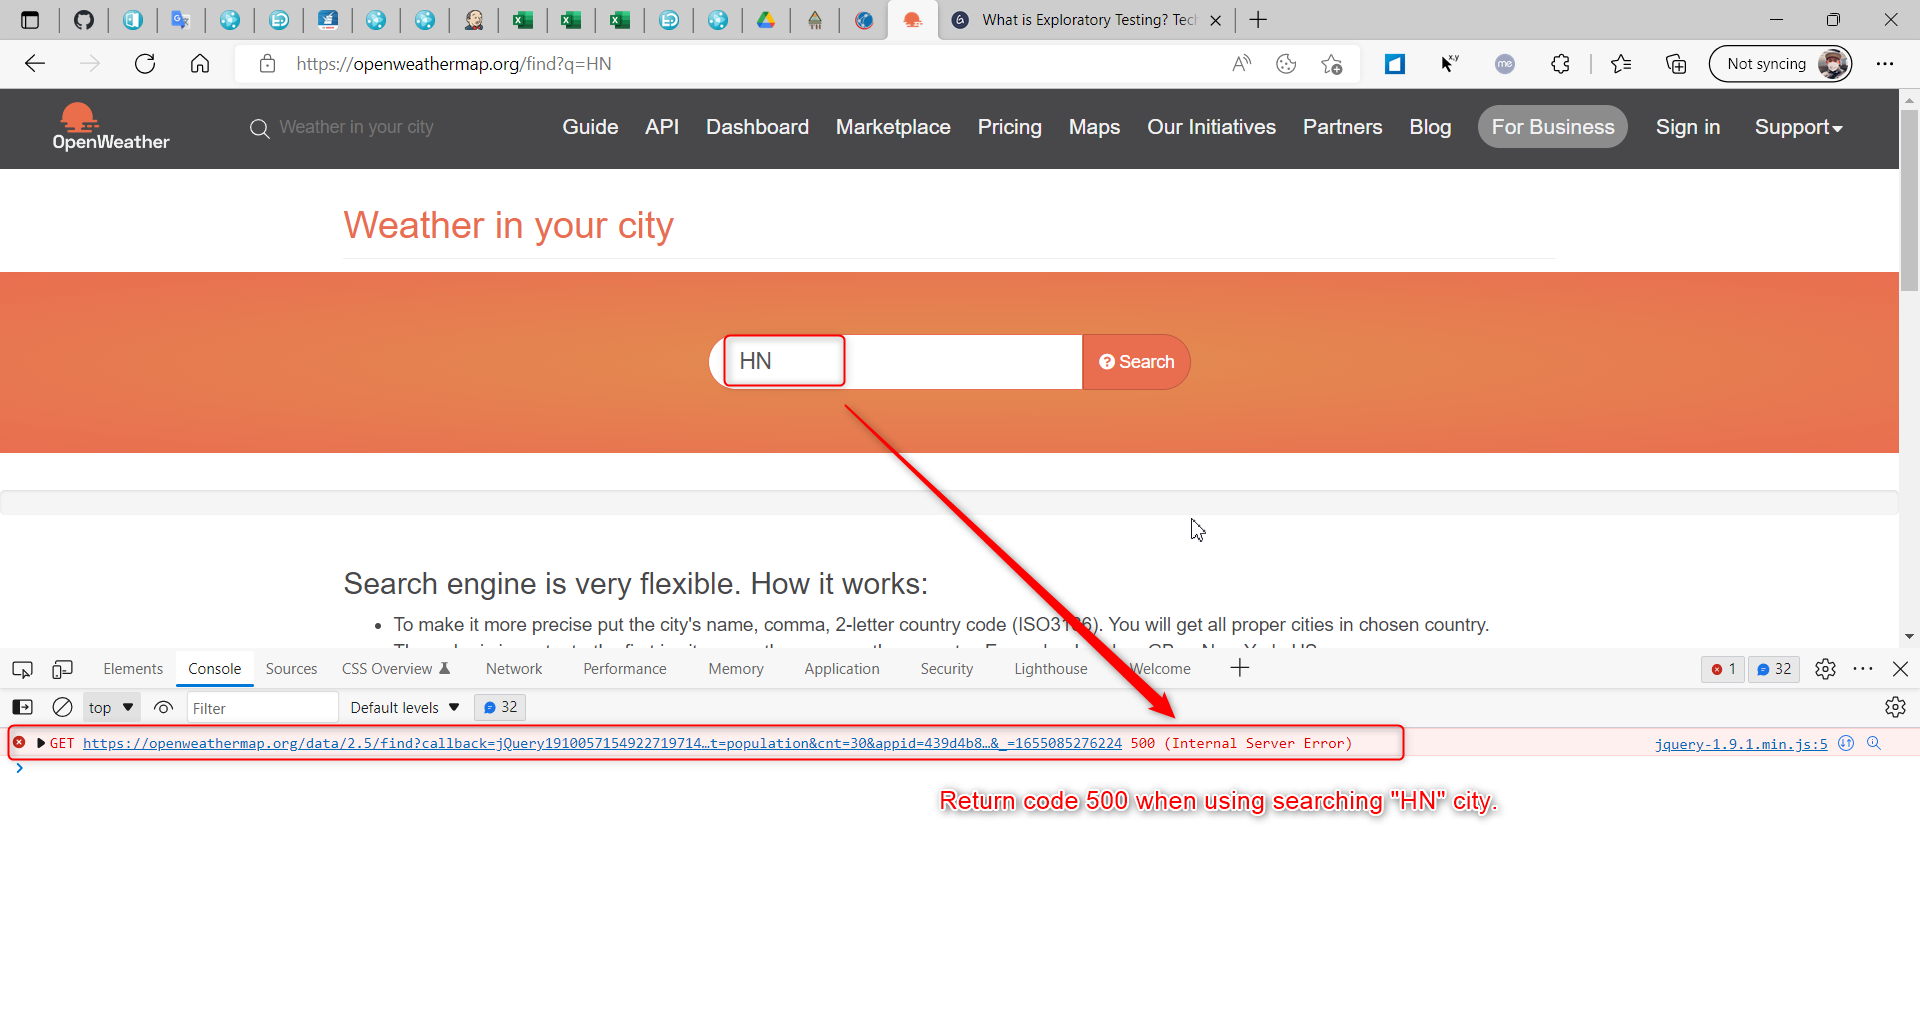 What is Exploratory Testing? Tech
https://openweathermap.org/find?q=HN
Not syncing
OpenWeather
Weather in your city
Guide
API
Dashboard
Marketplace
Pricing
Maps
Our Initiatives
Partners
Blog
For Business
Sign in
Support
Weather in your city
HN
Search
Search engine is very flexible. How it works:
To make it more precise put the city's name, comma, 2-letter country code (ISO3166). You will get all proper cities in chosen country.
Elements
Console
Sources
CSS Overview
Network
Performance
Memory
Application
Security
Lighthouse
Welcome
1
32
top
Filter
Default levels
32
GET https://openweathermap.org/data/2.5/find?callback=jQuery1910057154922719714…t=population&cnt=30&appid=439d4b8…&_=1655085276224 500 (Internal Server Error)
jquery-1.9.1.min.js:5
Return code 500 when using searching "HN" city.